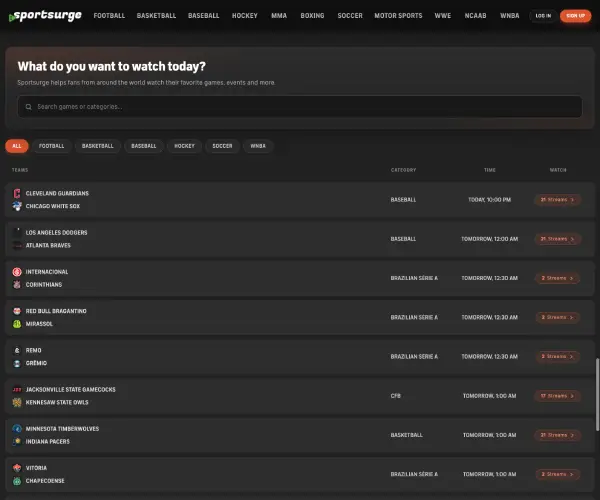 sportsurge FOOTBALL BASKETBALL BASEBALL HOCKEY MMA BOXING SOCCER MOTOR SPORTS WWE NCAAB WNBA LOG IN SIGN UP
What do you want to watch today?
Sportsurge helps fans from around the world watch their favorite games, events and more.
Search games or categories...
ALL FOOTBALL BASKETBALL BASEBALL HOCKEY SOCCER WNBA
TEAMS CATEGORY TIME WATCH
CLEVELAND GUARDIANS
CHICAGO WHITE SOX
BASEBALL TODAY, 10:00 PM 21 Streams >
LOS ANGELES DODGERS
ATLANTA BRAVES
BASEBALL TOMORROW, 12:00 AM 21 Streams >
INTERNACIONAL
CORINTHIANS
BRAZILIAN SÉRIE A TOMORROW, 12:30 AM 2 Streams >
RED BULL BRAGANTINO
MIRASSOL
BRAZILIAN SÉRIE A TOMORROW, 12:30 AM 2 Streams >
REMO
GRÊMIO
BRAZILIAN SÉRIE A TOMORROW, 12:30 AM 2 Streams >
JACKSONVILLE STATE GAMECOCKS
KENNESAW STATE OWLS
CFB TOMORROW, 1:00 AM 17 Streams >
MINNESOTA TIMBERWOLVES
INDIANA PACERS
BASKETBALL TOMORROW, 1:00 AM 21 Streams >
VITÓRIA
CHAPECOENSE
BRAZILIAN SÉRIE A TOMORROW, 1:00 AM 2 Streams >